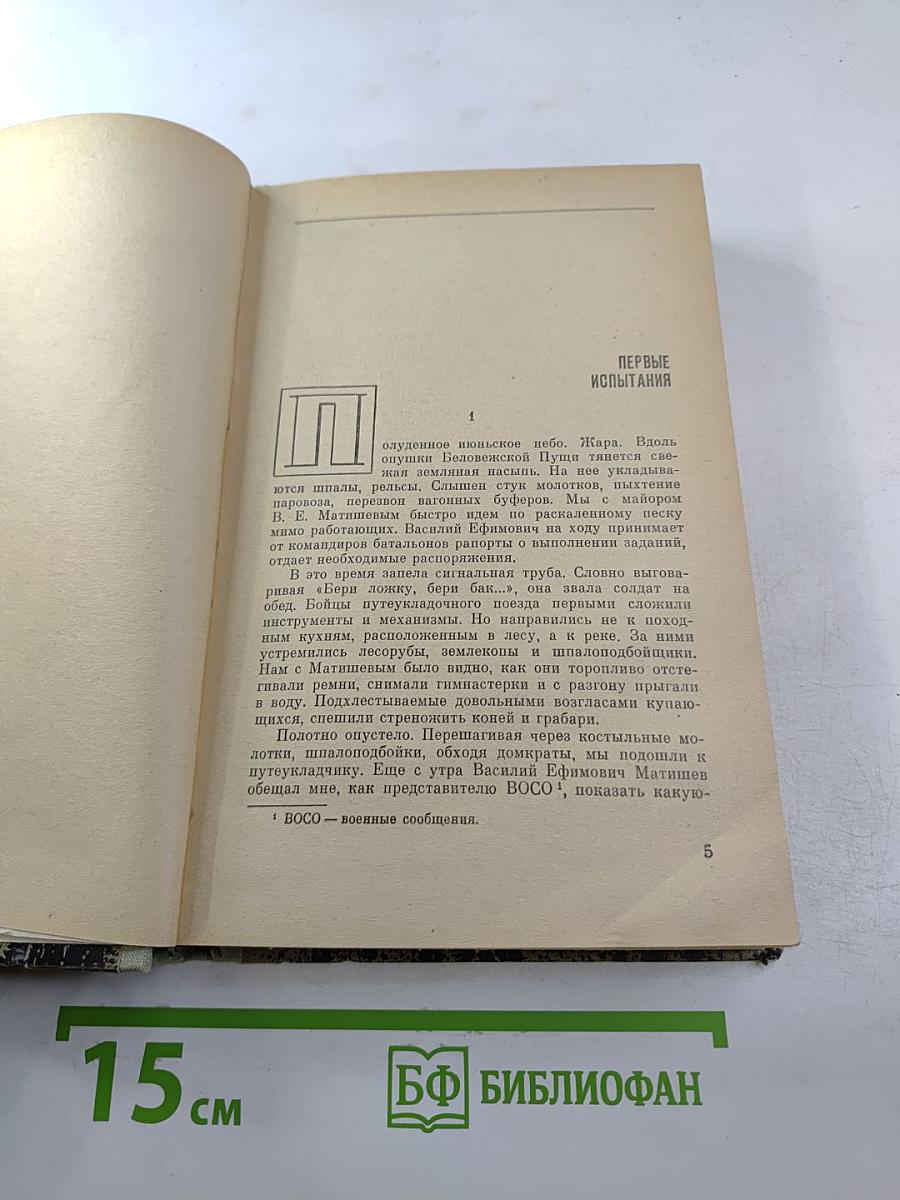 ПЕРВЫЕ
ИСПЫТАНИЯ
1
Полуденное июньское небо. Жара. Вдоль
опушки Беловежской Пущи тянется све-
жая земляная насыпь. На нее укладыва-
ются шпалы, рельсы. Слышен стук молотков, пыхтение
паровоза, перезвон вагонных буферов. Мы с майором
В. Е. Матишевым быстро идем по раскаленному песку
мимо работающих. Василий Ефимович на ходу принимает
от командиров батальонов рапорты о выполнении заданий,
отдает необходимые распоряжения.
В это время запела сигнальная труба. Словно выгова-
ривая «Бери ложку, бери бак...», она звала солдат на
обед. Бойцы путеукладочного поезда первыми сложили
инструменты и механизмы. Но направились не к поход-
ным кухням, расположенным в лесу, а к реке. За ними
устремились лесорубы, землекопы и шпалоподбойщики.
Нам с Матишевым было видно, как они торопливо отсте-
гивали ремни, снимали гимнастерки и с разгону прыгали
в воду. Подхлестываемые довольными возгласами купаю-
щихся, спешили стреножить коней и грабари.
Полотно опустело. Перешагивая через костыльные мо-
лотки, шпалоподбойки, обходя домкраты, мы подошли к
путеукладчику. Еще с утра Василий Ефимович Матишев
обещал мне, как представителю ВОСО ¹, показать какую-
¹ ВОСО — военные сообщения.
5
15 см
БФ БИБЛИОФАН